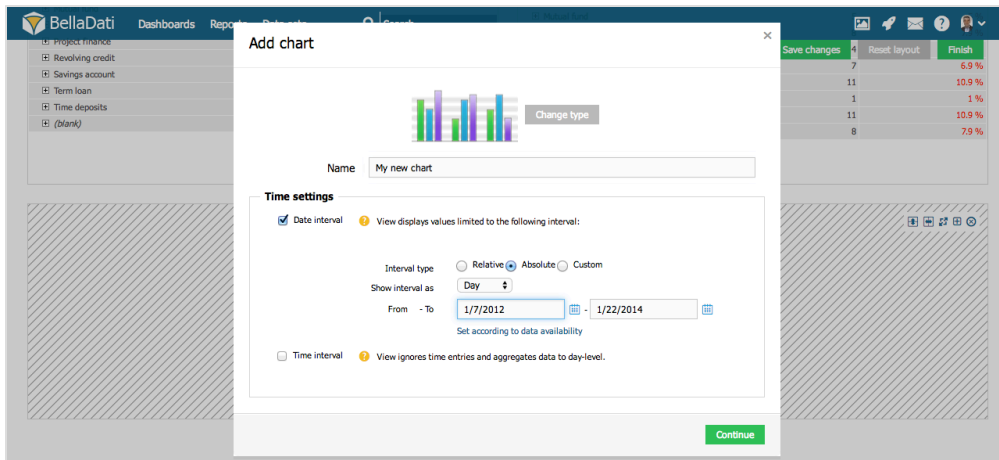 BellaDati Dashboards Reports Data sets Search
Project finance
Revolving credit
Savings account
Term loan
Time deposits
(blank)
Save changes 4 Reset layout Finish
7 6.9 %
11 10.9 %
1 1 %
11 10.9 %
8 7.9 %
Add chart
Change type
Name My new chart
Time settings
Date interval ? View displays values limited to the following interval:
Interval type Relative Absolute Custom
Show interval as Day
From - To 1/7/2012 - 1/22/2014
Set according to data availability
Time interval ? View ignores time entries and aggregates data to day-level.
Continue